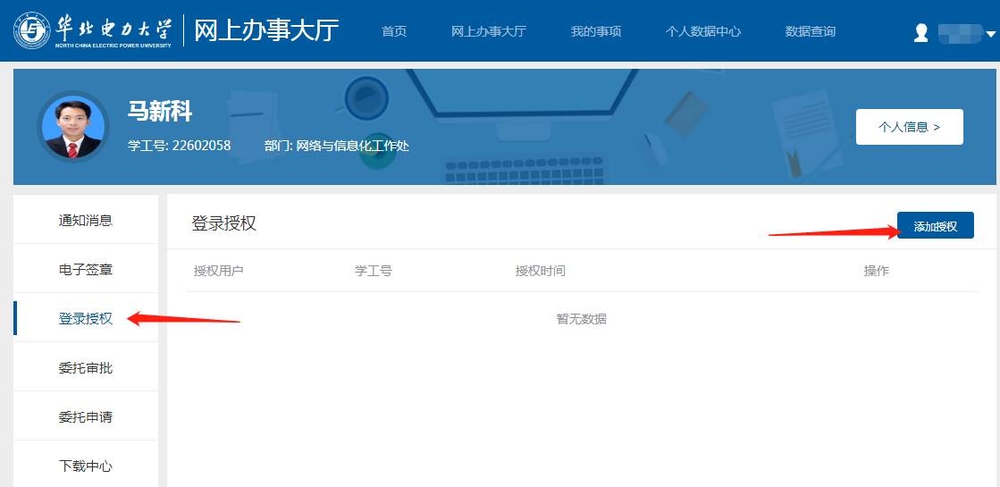 华北电力大学
NORTH CHINA ELECTRIC POWER UNIVERSITY
网上办事大厅
首页 网上办事大厅 我的事项 个人数据中心 数据查询
马新科
学工号: 22602058 部门: 网络与信息化工作处
个人信息 >
通知消息
电子签章
登录授权
委托审批
委托申请
下载中心
登录授权
添加授权
授权用户 学工号 授权时间 操作
暂无数据